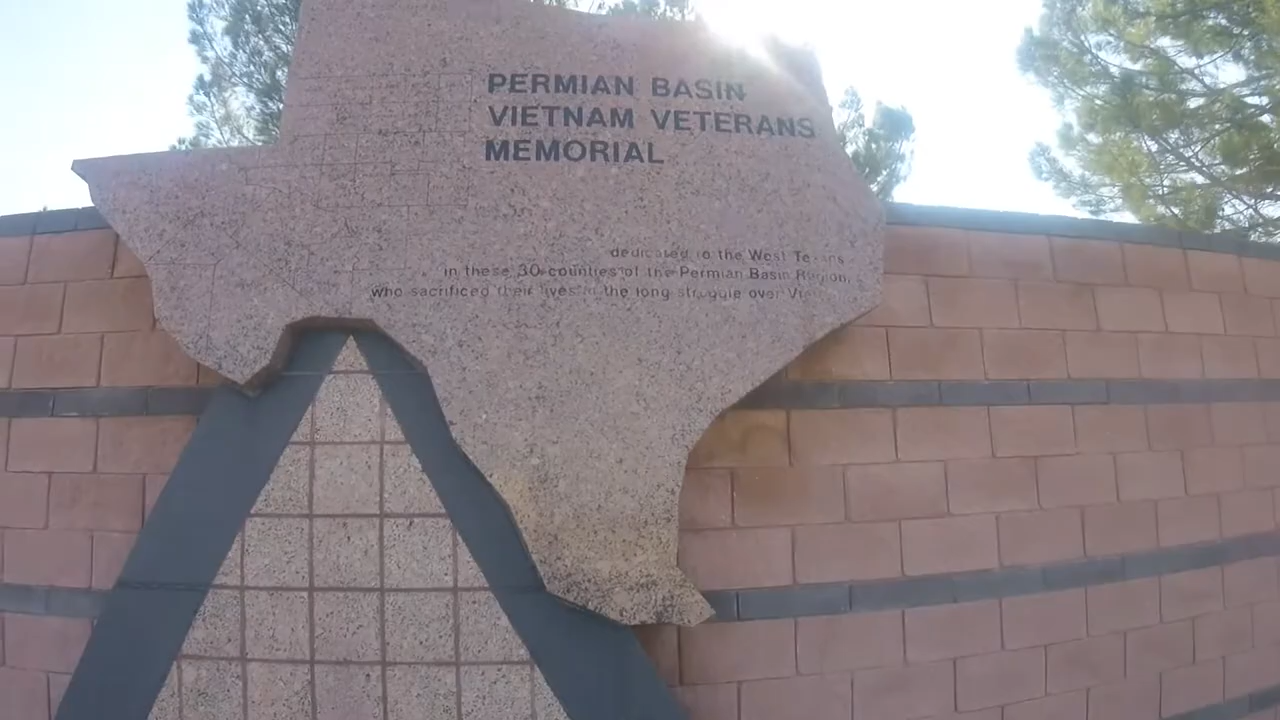 PERMIAN BASIN
VIETNAM VETERANS
MEMORIAL
dedicated to the West Texans
in these 30 counties of the Permian Basin Region,
who sacrificed their lives in the long struggle over